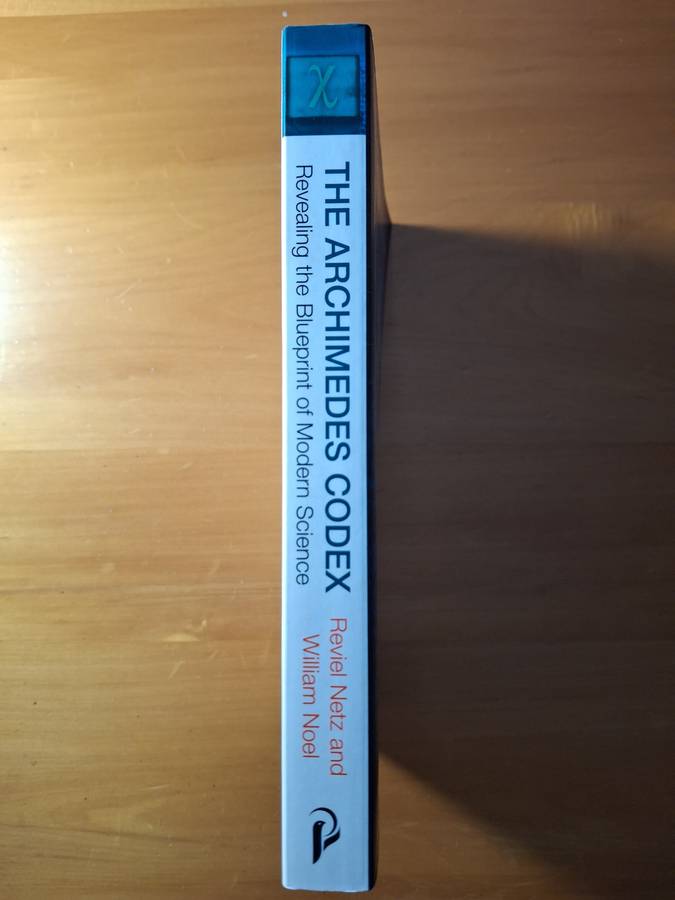 χ
THE ARCHIMEDES CODEX
Revealing the Blueprint of Modern Science
Reviel Netz and
William Noel